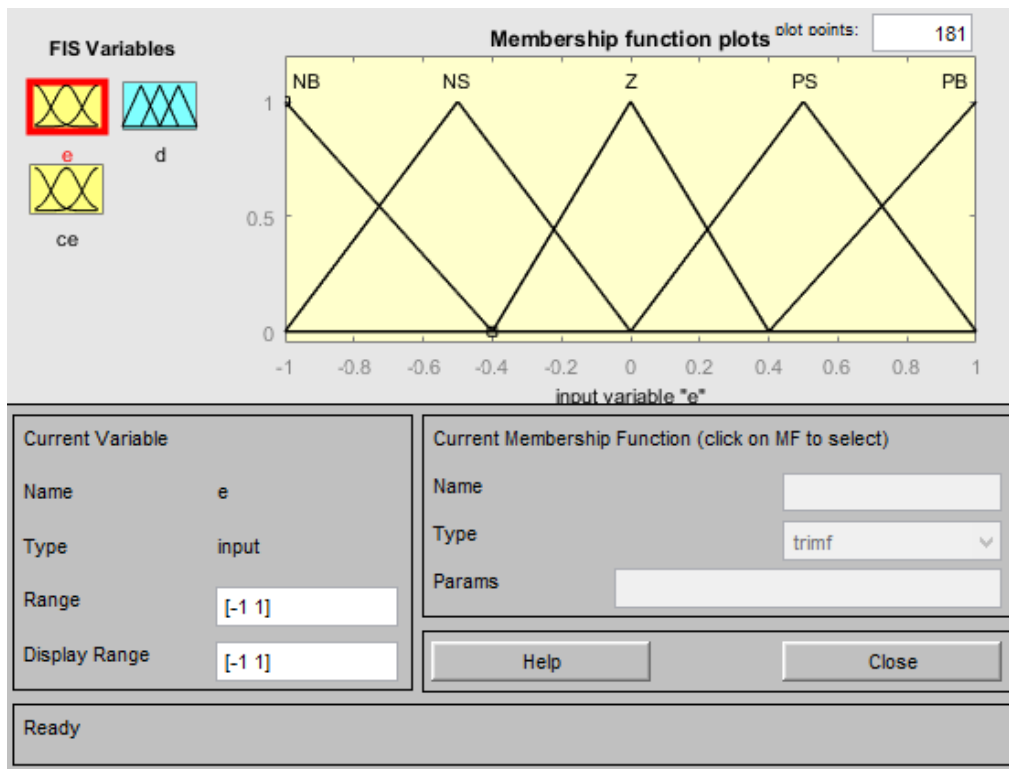 FIS Variables
Membership function plots
plot points:
181
e
d
ce
NB NS Z PS PB
1
0.5
0
-1 -0.8 -0.6 -0.4 -0.2 0 0.2 0.4 0.6 0.8 1
input variable "e"
Current Variable
Name e
Type input
Range [-1 1]
Display Range [-1 1]
Current Membership Function (click on MF to select)
Name
Type trimf
Params
Help Close
Ready